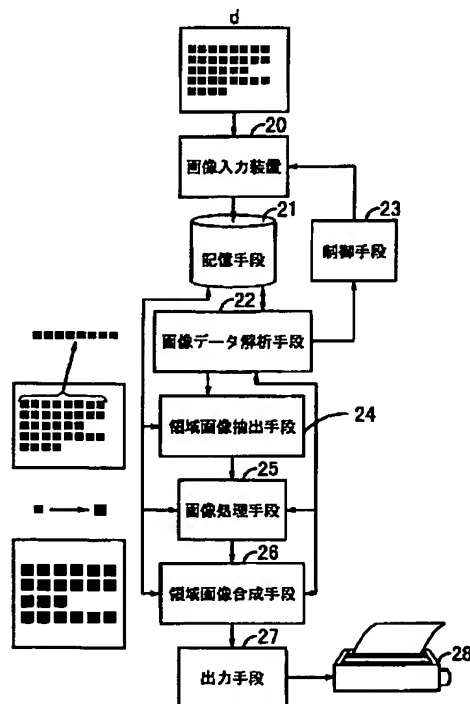 d
20
画像入力装置
21
23
記憶手段
制御手段
22
画像データ解析手段
領域画像抽出手段
24
25
画像処理手段
26
領域画像合成手段
27
出力手段
28